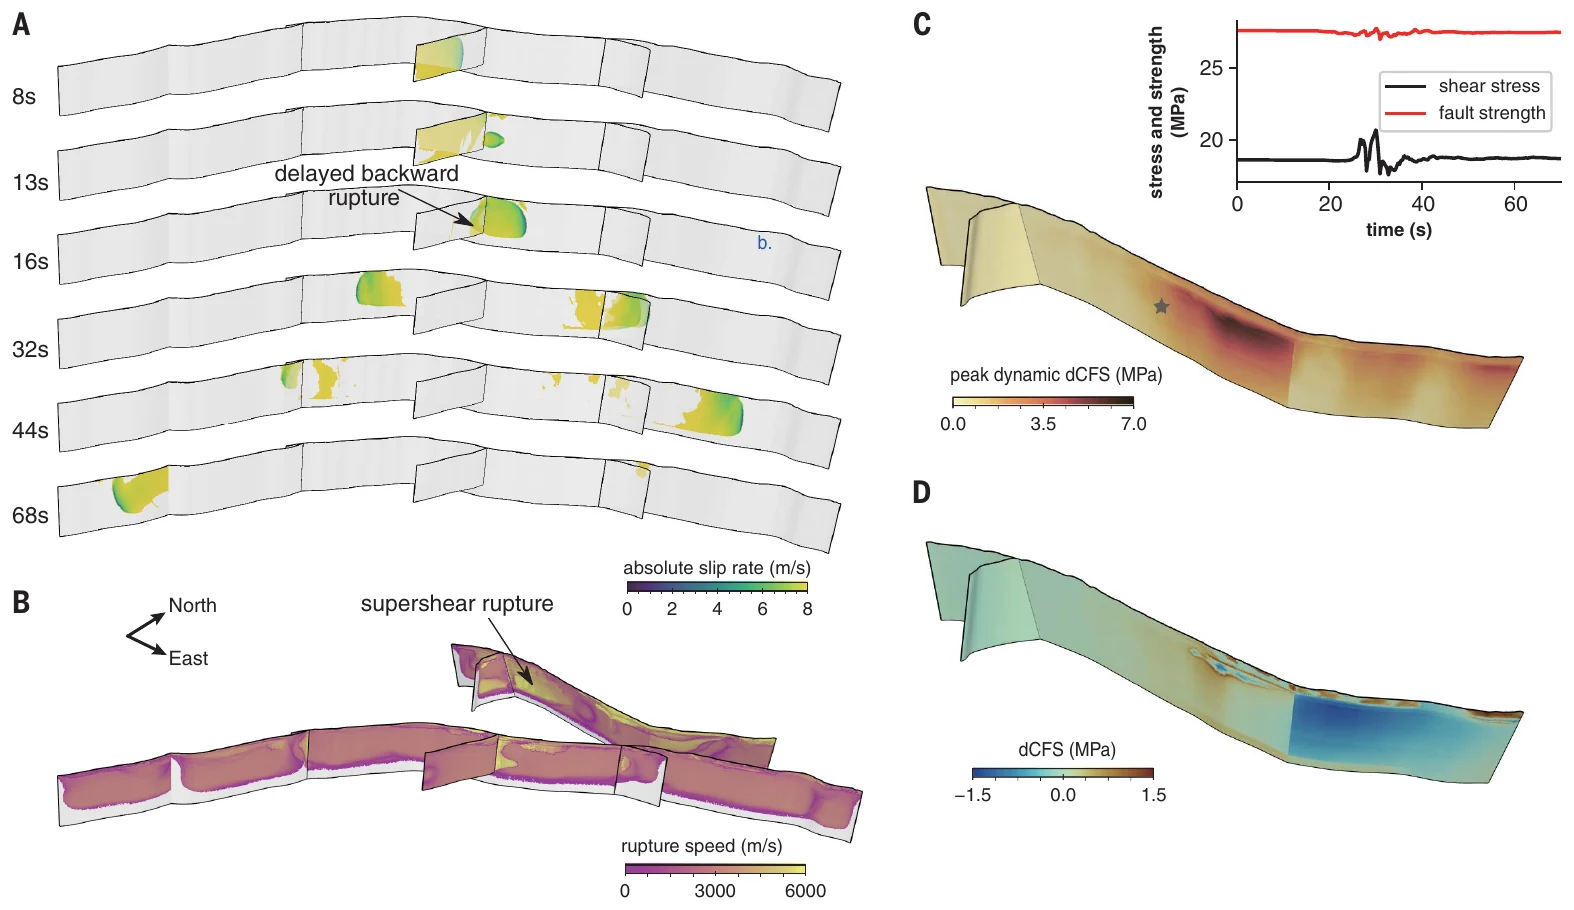 A
8s
13s
delayed backward
rupture
16s
b.
32s
44s
68s
absolute slip rate (m/s)
0 2 4 6 8
B
North
East
supershear rupture
rupture speed (m/s)
0 3000 6000
C
stress and strength
(MPa)
25
20
shear stress
fault strength
0 20 40 60
time (s)
peak dynamic dCFS (MPa)
0.0 3.5 7.0
D
dCFS (MPa)
−1.5 0.0 1.5